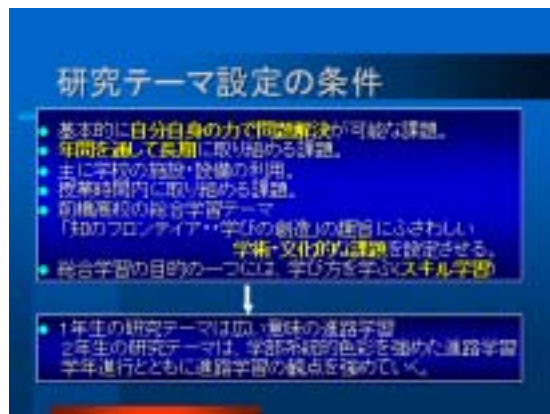 研究テーマ設定の条件
基本的に自分自身の力で問題解決が可能な課題。
年間を通して長期に取り組める課題。
主に学校の施設・設備の利用。
授業時間内に取り組める課題。
前橋高校の総合学習テーマ
「知のフロンティア・・学びの創造」の趣旨にふさわしい
学術・文化的な課題を設定させる。
総合学習の目的の一つには、学び方を学ぶ(スキル学習)
1年生の研究テーマは広い意味の進路学習
2年生の研究テーマは、学部系統的色彩を強めた進路学習
学年進行とともに進路学習の観点を強めていく。